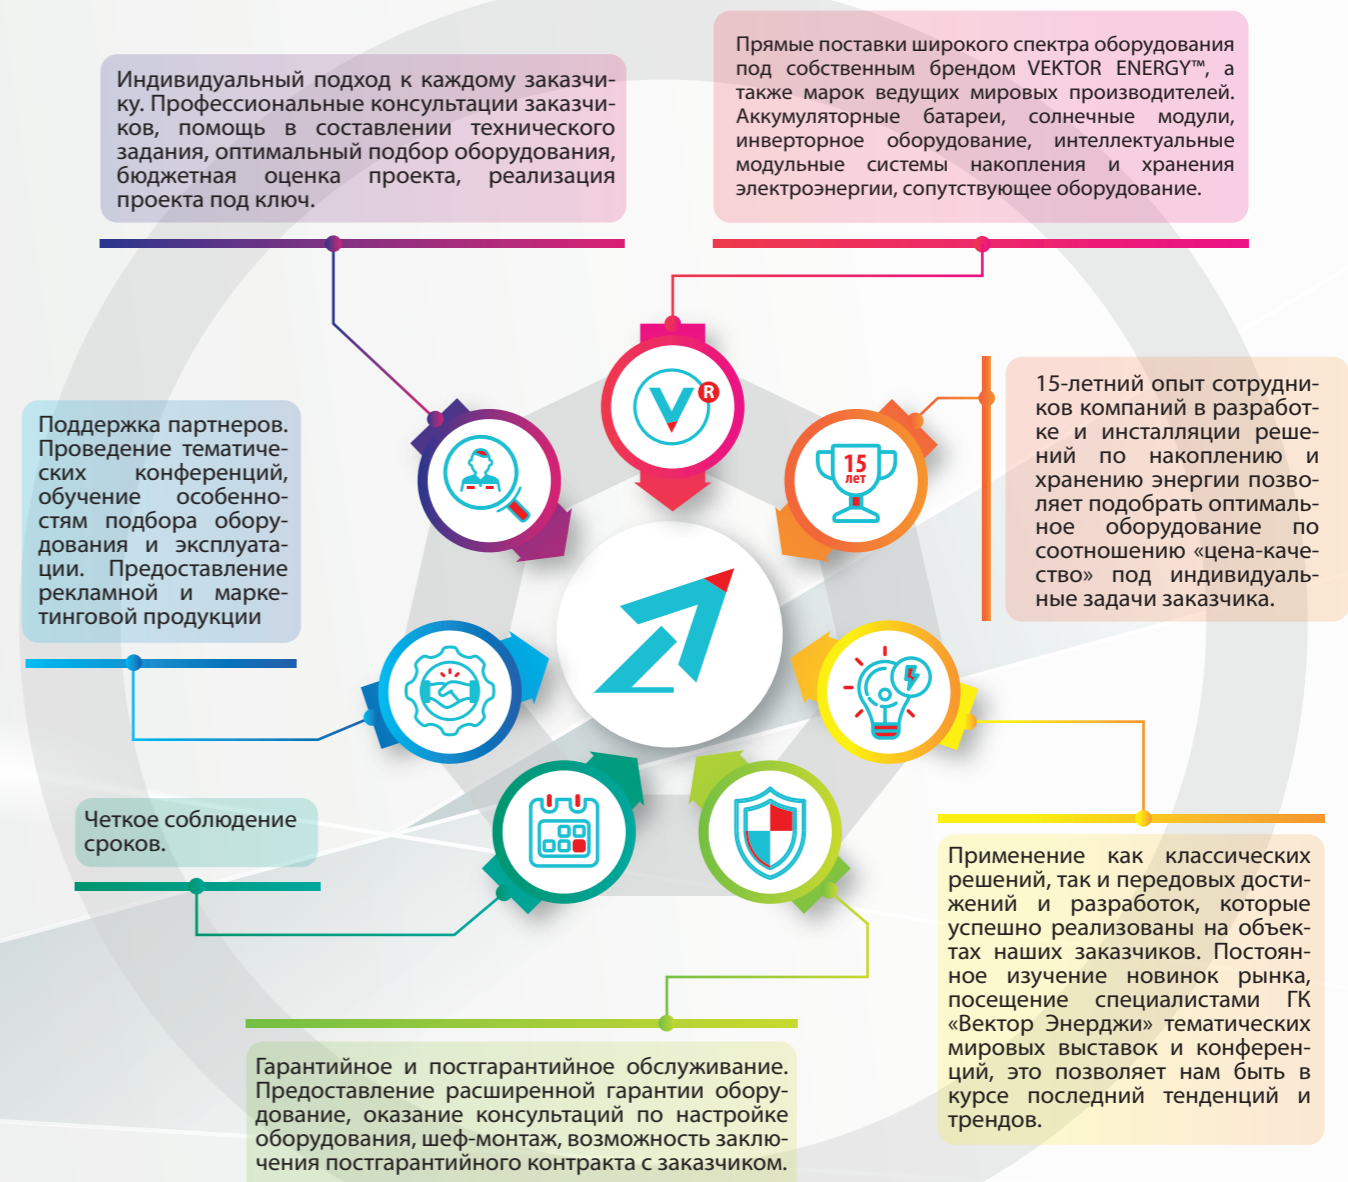 Индивидуальный подход к каждому заказчи-
ку. Профессиональные консультации заказчи-
ков, помощь в составлении технического
задания, оптимальный подбор оборудования,
бюджетная оценка проекта, реализация
проекта под ключ.
Прямые поставки широкого спектра оборудования
под собственным брендом VEKTOR ENERGY™, а
также марок ведущих мировых производителей.
Аккумуляторные батареи, солнечные модули,
инверторное оборудование, интеллектуальные
модульные системы накопления и хранения
электроэнергии, сопутствующее оборудование.
V R
15
лет
15-летний опыт сотрудни-
ков компаний в разработ-
ке и инсталляции реше-
ний по накоплению и
хранению энергии позво-
ляет подобрать оптималь-
ное оборудование по
соотношению «цена-каче-
ство» под индивидуаль-
ные задачи заказчика.
Поддержка партнеров.
Проведение тематиче-
ских конференций,
обучение особенно-
стям подбора обору-
дования и эксплуата-
ции. Предоставление
рекламной и марке-
тинговой продукции
Четкое соблюдение
сроков.
Применение как классических
решений, так и передовых дости-
жений и разработок, которые
успешно реализованы на объек-
тах наших заказчиков. Постоян-
ное изучение новинок рынка,
посещение специалистами ГК
«Вектор Энерджи» тематических
мировых выставок и конферен-
ций, это позволяет нам быть в
курсе последний тенденций и
трендов.
Гарантийное и постгарантийное обслуживание.
Предоставление расширенной гарантии обору-
дование, оказание консультаций по настройке
оборудования, шеф-монтаж, возможность заклю-
чения постгарантийного контракта с заказчиком.